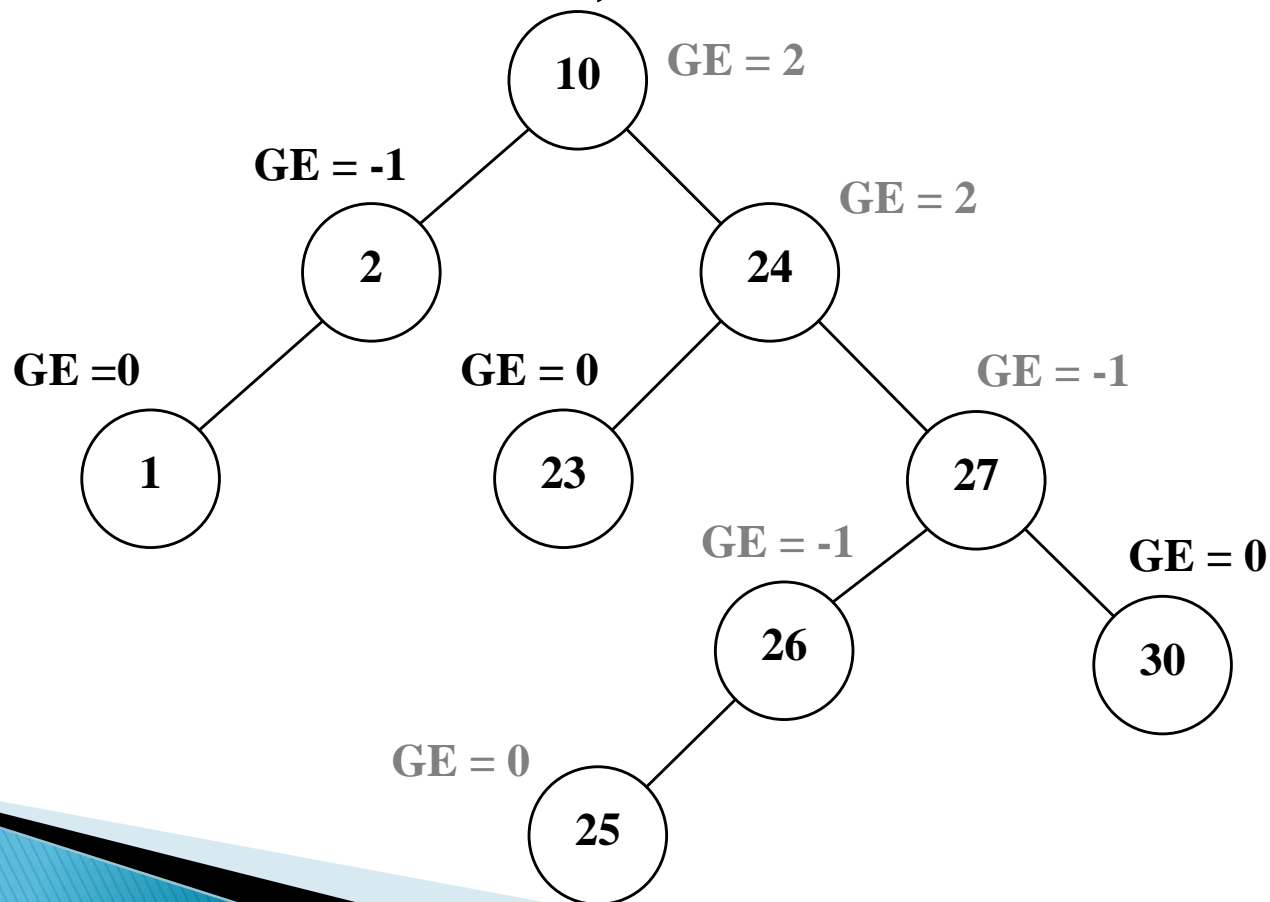 10
GE = 2
GE = -1
GE = 2
2
24
GE =0
GE = 0
GE = -1
1
23
27
GE = -1
GE = 0
26
30
GE = 0
25